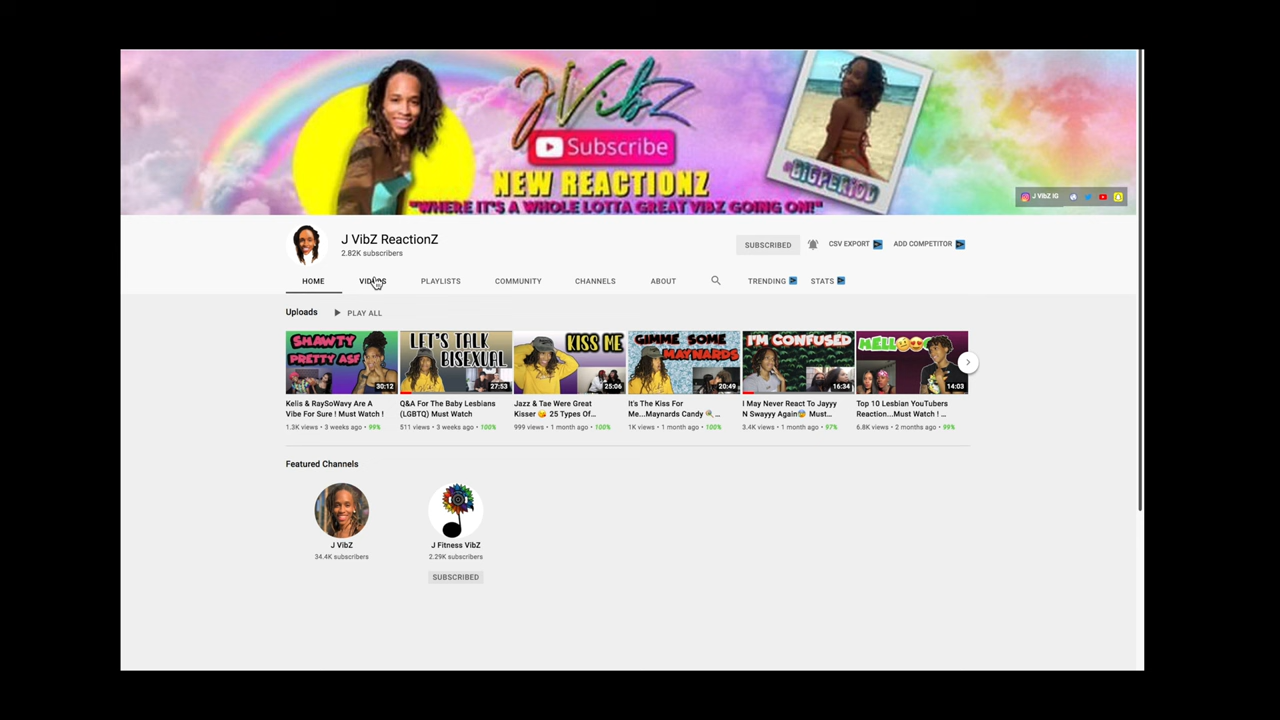 JVibZ
Subscribe
NEW REACTIONZ
"WHERE IT'S A WHOLE LOTTA GREAT VIBZ GOING ON!"
#BIGPERIOD
J VibZ IG
J VibZ ReactionZ
2.82K subscribers
SUBSCRIBED
CSV EXPORT
ADD COMPETITOR
HOME
VIDEOS
PLAYLISTS
COMMUNITY
CHANNELS
ABOUT
TRENDING
STATS
Uploads
PLAY ALL
SHAWTY
PRETTY ASF
30:12
LET'S TALK
BISEXUAL
27:53
KISS ME
25:06
GIMME SOME
MAYNARDS
20:49
I'M CONFUSED
16:34
HELLO
14:03
Kelis & RaySoWavy Are A
Vibe For Sure ! Must Watch !
1.3K views • 3 weeks ago • 99%
Q&A For The Baby Lesbians
(LGBTQ) Must Watch
511 views • 3 weeks ago • 100%
Jazz & Tae Were Great
Kisser 😘 25 Types Of...
999 views • 1 month ago • 100%
It's The Kiss For
Me...Maynards Candy 🍭...
1K views • 1 month ago • 100%
I May Never React To Jayyy
N Swayyy Again😰 Must...
3.4K views • 1 month ago • 97%
Top 10 Lesbian YouTubers
Reaction...Must Watch ! ...
6.8K views • 2 months ago • 99%
Featured Channels
J VibZ
34.4K subscribers
J Fitness VibZ
2.29K subscribers
SUBSCRIBED